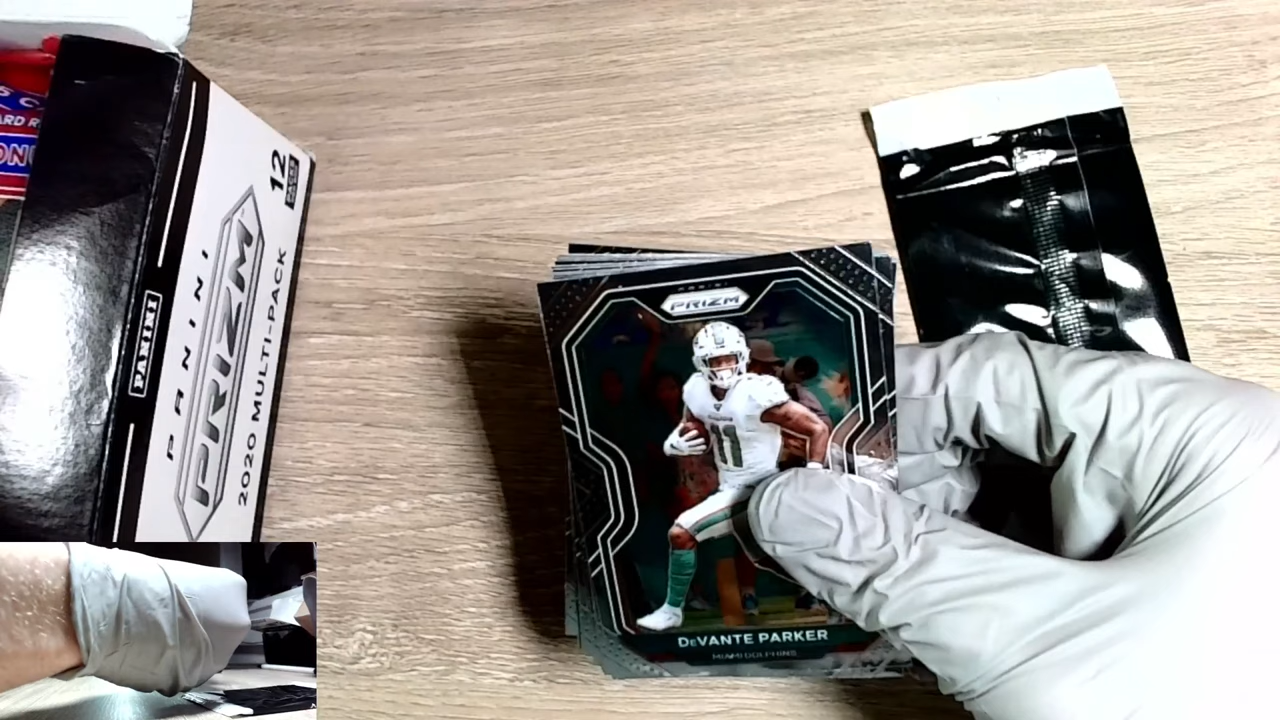 PANINI
PANINI
PRIZM
2020 MULTI-PACK
12
PRIZM
11
DEVANTE PARKER
MIAMI DOLPHINS